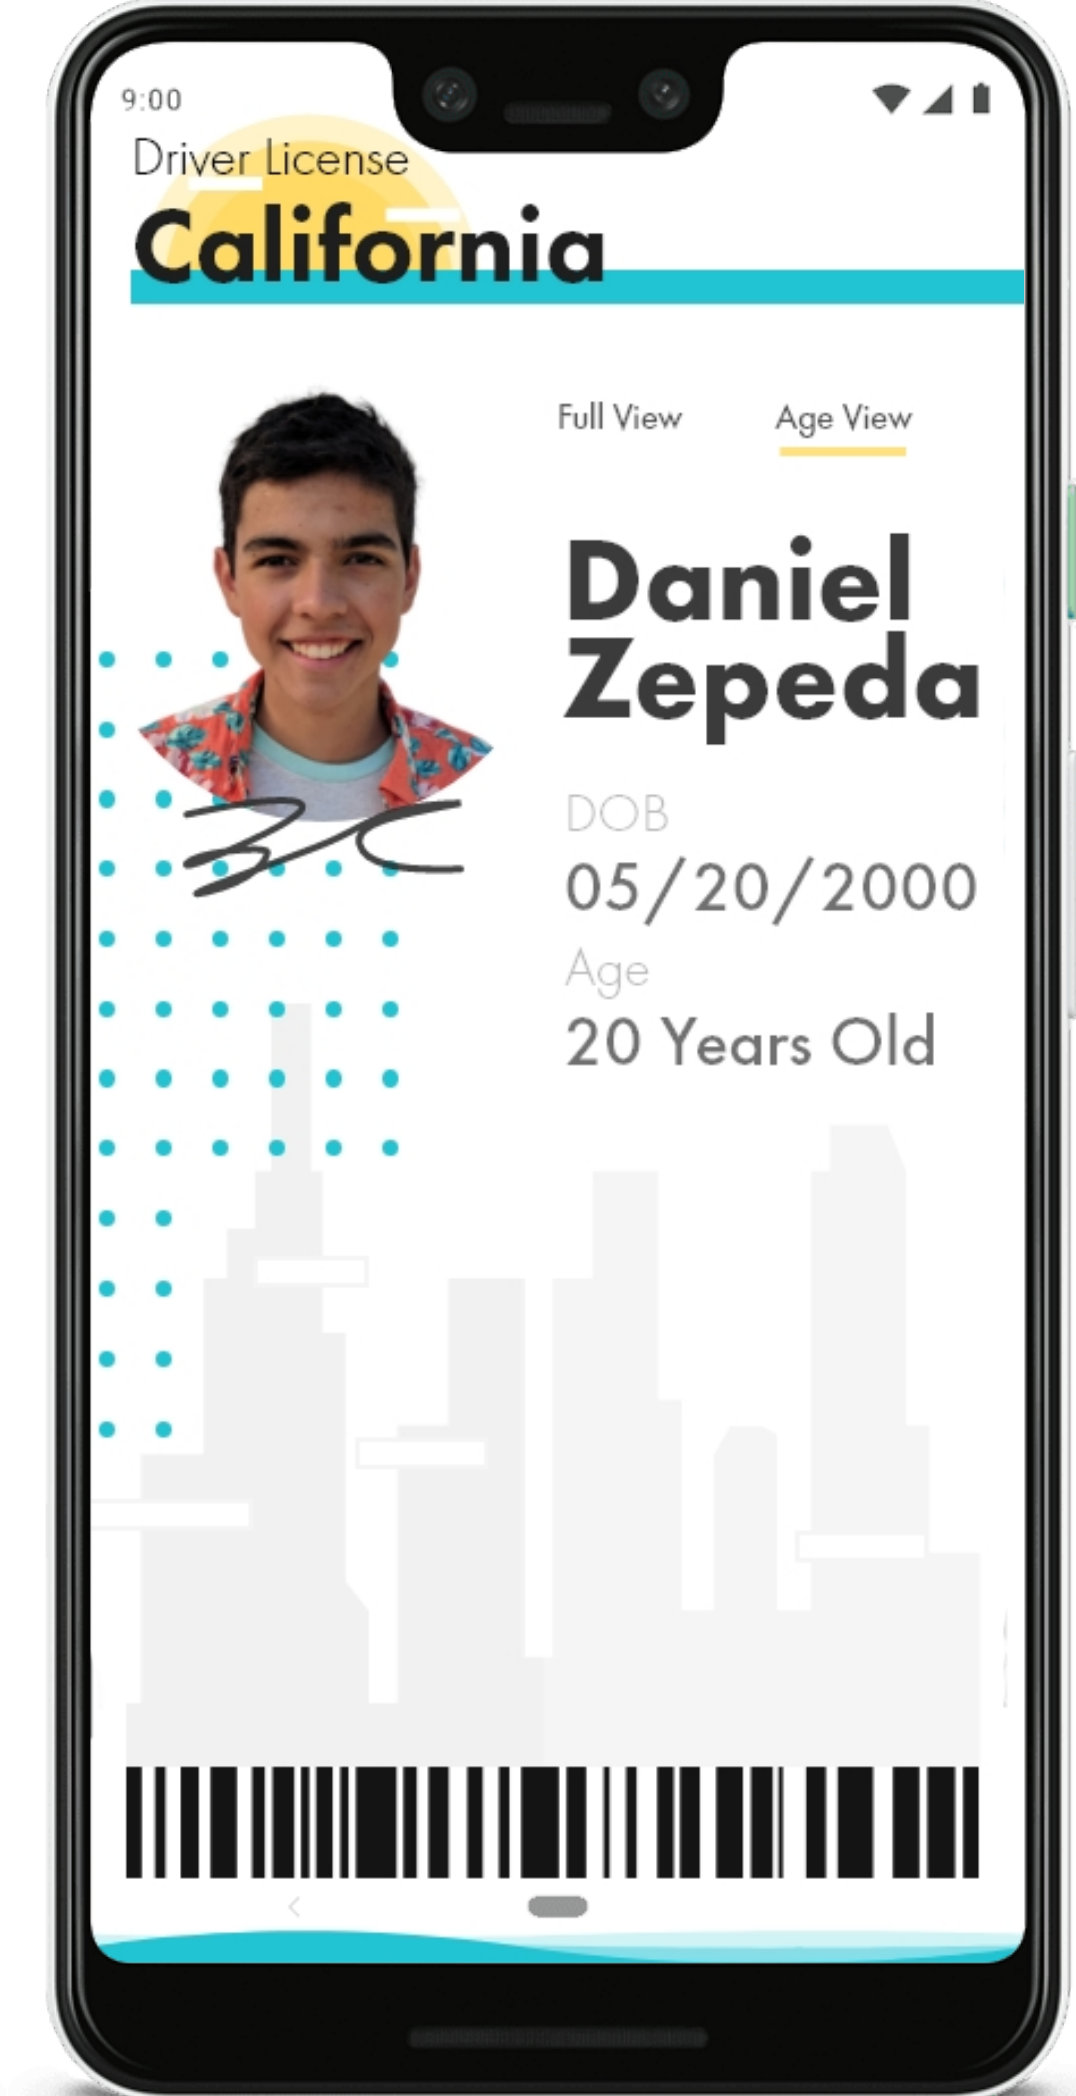 9:00
Driver License
California
Full View
Age View
Daniel
Zepeda
DOB
05/20/2000
Age
20 Years Old